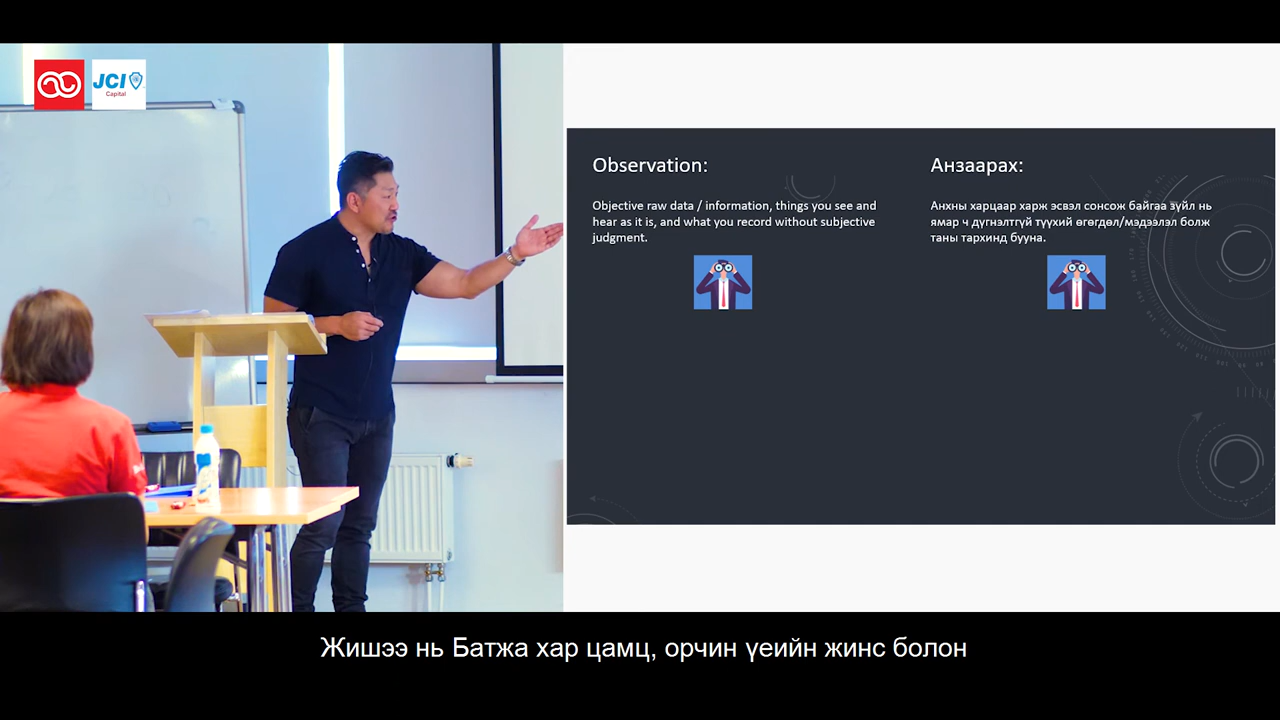 JCI
Capital
Observation:
Objective raw data / information, things you see and
hear as it is, and what you record without subjective
judgment.
Анзаарах:
Анхны харцаар харж эсвэл сонсож байгаа зүйл нь
ямар ч дүгнэлтгүй түүхий өгөгдөл/мэдээлэл болж
таны тархинд бууна.
Жишээ нь Батжа хар цамц, орчин үеийн жинс болон